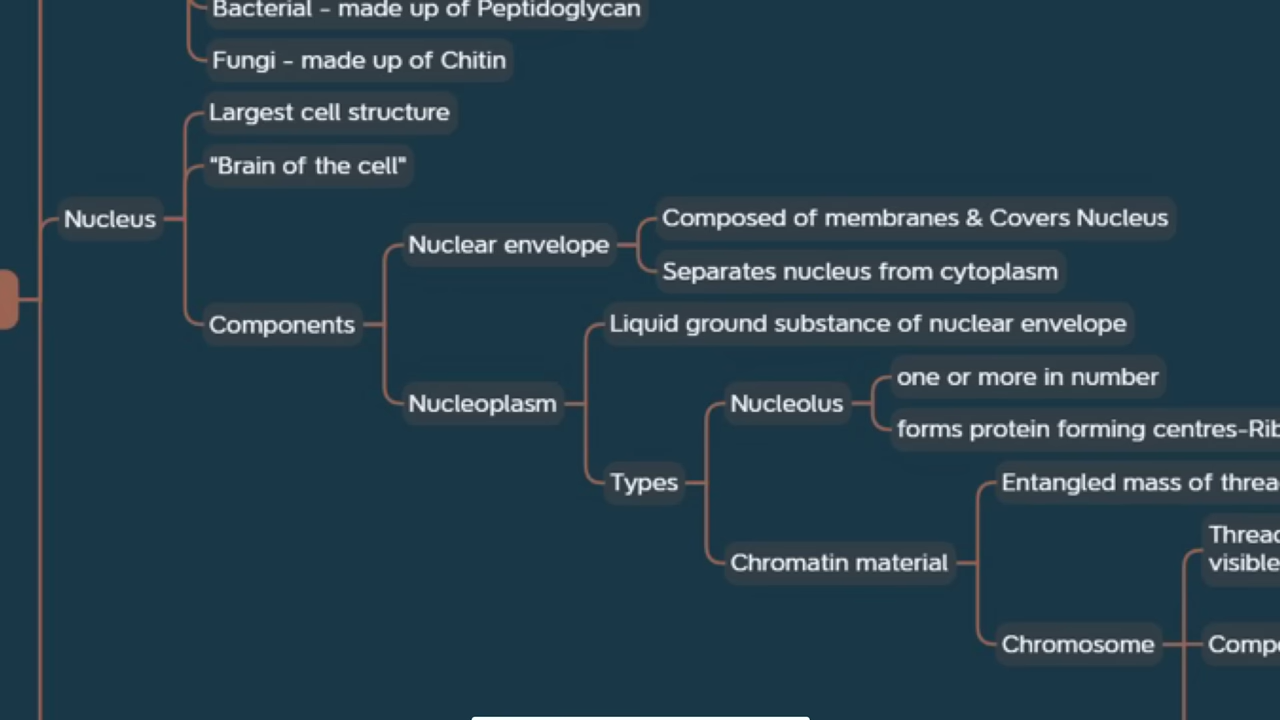 Bacterial - made up of Peptidoglycan
Fungi - made up of Chitin
Largest cell structure
"Brain of the cell"
Nucleus
Composed of membranes & Covers Nucleus
Nuclear envelope
Separates nucleus from cytoplasm
Components
Liquid ground substance of nuclear envelope
one or more in number
Nucleoplasm
Nucleolus
forms protein forming centres-Rib
Types
Entangled mass of threa
Thread
visible
Chromatin material
Chromosome
Compo